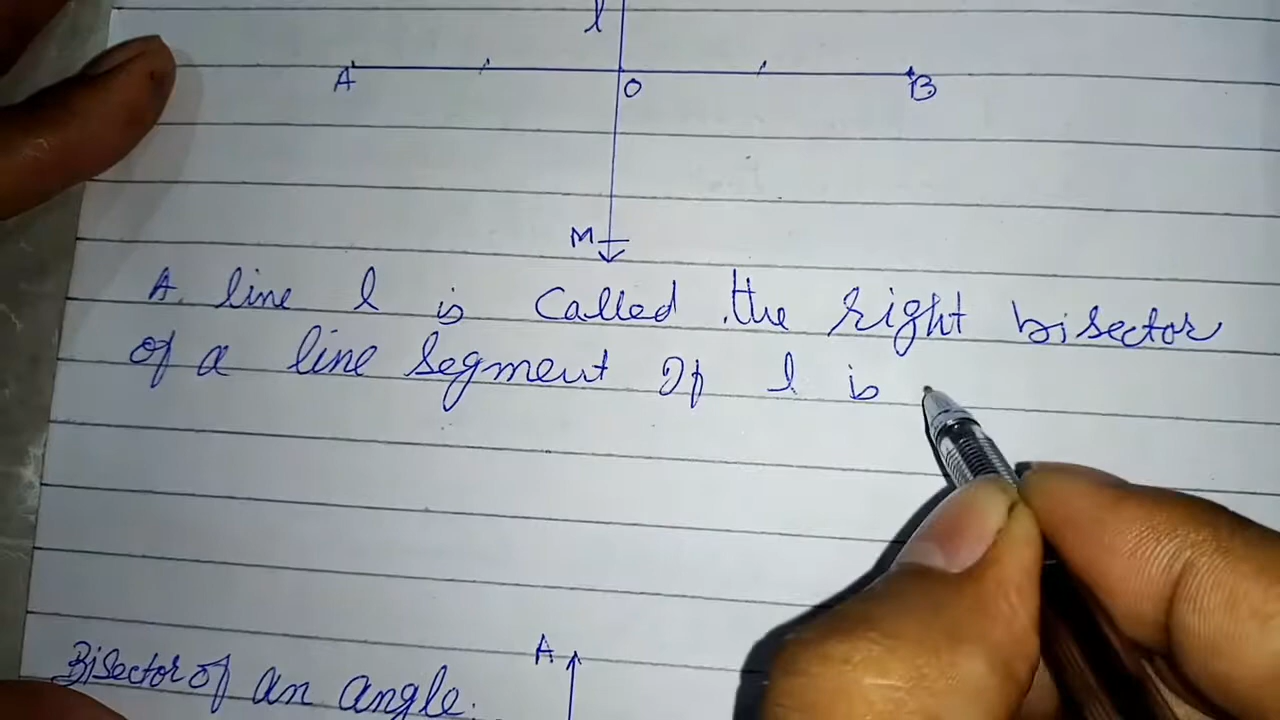 l
A O B
M
A line l is called the right bisector
of a line segment If l is
Bisector of an angle.
A